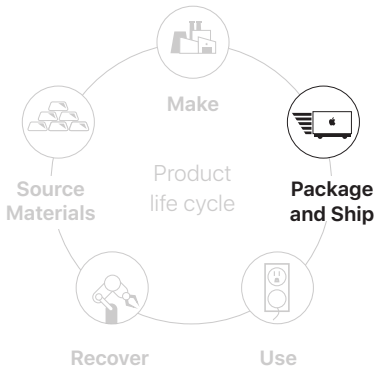 Make
Product
life cycle
Source
Materials
Package
and Ship
Recover
Use